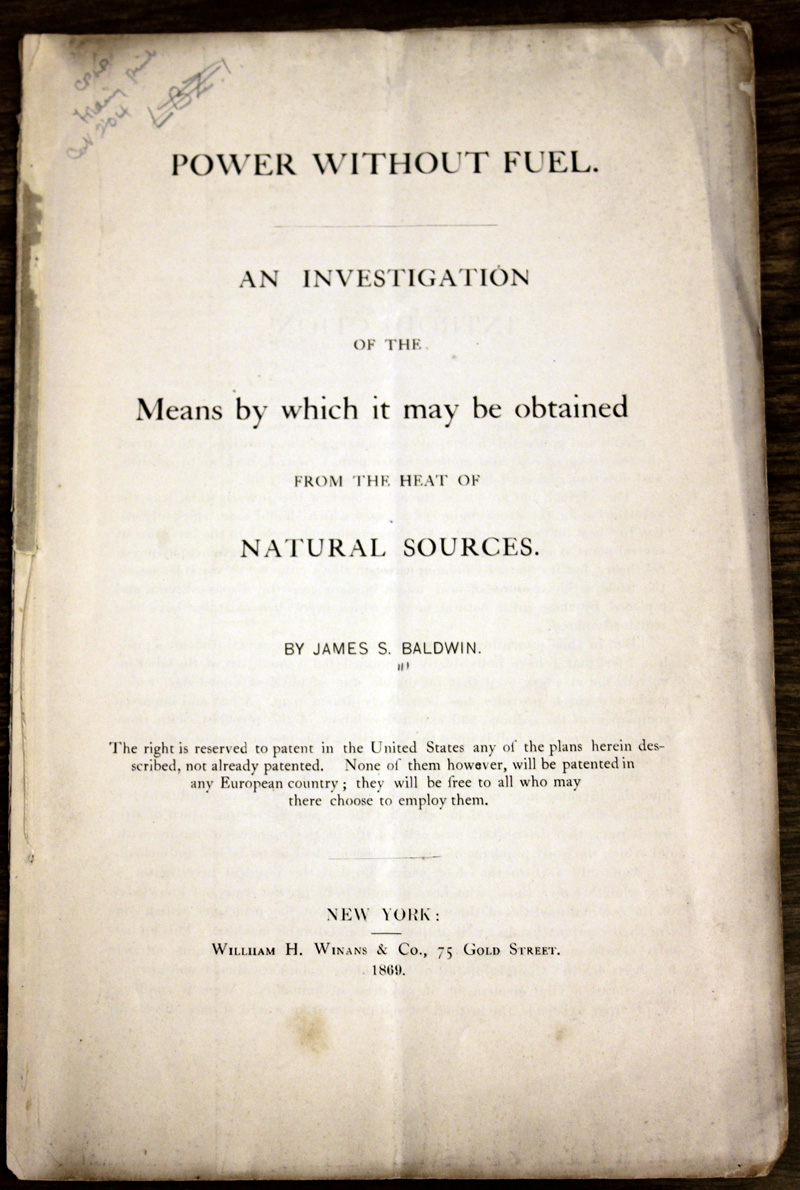 POWER WITHOUT FUEL.
AN INVESTIGATION
OF THE
Means by which it may be obtained
FROM THE HEAT OF
NATURAL SOURCES.
BY JAMES S. BALDWIN.
The right is reserved to patent in the United States any of the plans herein des-
scribed, not already patented. None of them however, will be patented in
any European country; they will be free to all who may
there choose to employ them.
NEW YORK:
WILLIAM H. WINANS & CO., 75 GOLD STREET.
1869.